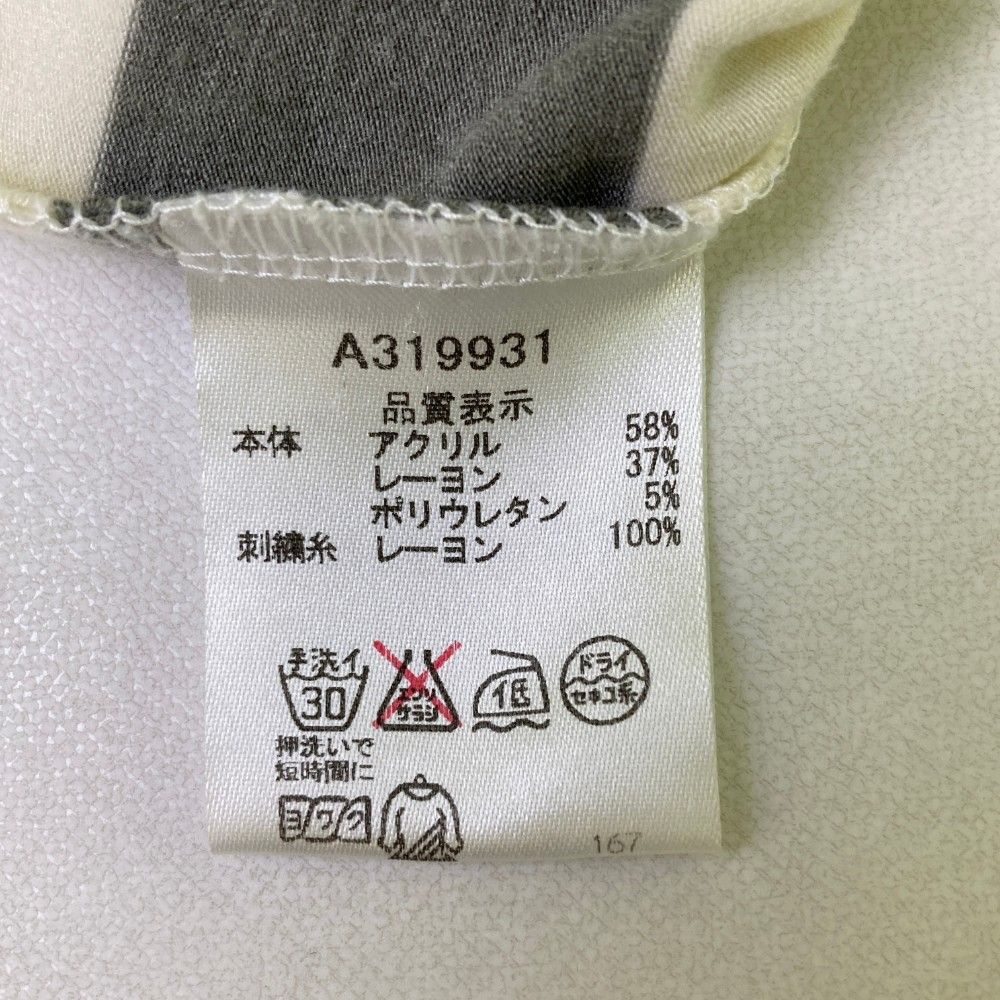 A319931
品質表示
本体 アクリル 58%
レーヨン 37%
ポリウレタン 5%
刺繍糸 レーヨン 100%
手洗イ 30
エンソ サラシ
低
ドライ セキユ系
押洗いで
短時間に
ヨワク
167